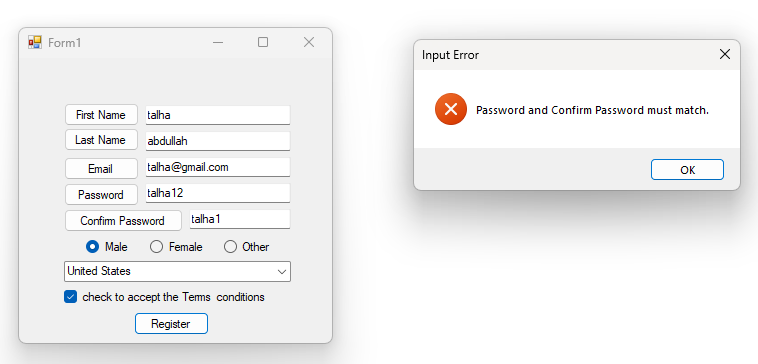 Form1
First Name talha
Last Name abdullah
Email talha@gmail.com
Password talha12
Confirm Password talha1
Male Female Other
United States
check to accept the Terms conditions
Register
Input Error
Password and Confirm Password must match.
OK